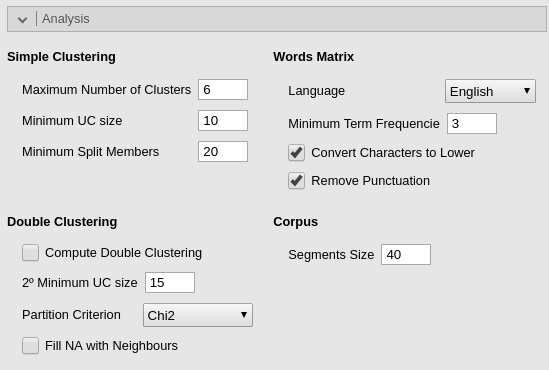 Analysis
Simple Clustering
Maximum Number of Clusters 6
Minimum UC size 10
Minimum Split Members 20
Words Matrix
Language English
Minimum Term Frequencie 3
Convert Characters to Lower
Remove Punctuation
Double Clustering
Compute Double Clustering
2º Minimum UC size 15
Partition Criterion Chi2
Fill NA with Neighbours
Corpus
Segments Size 40